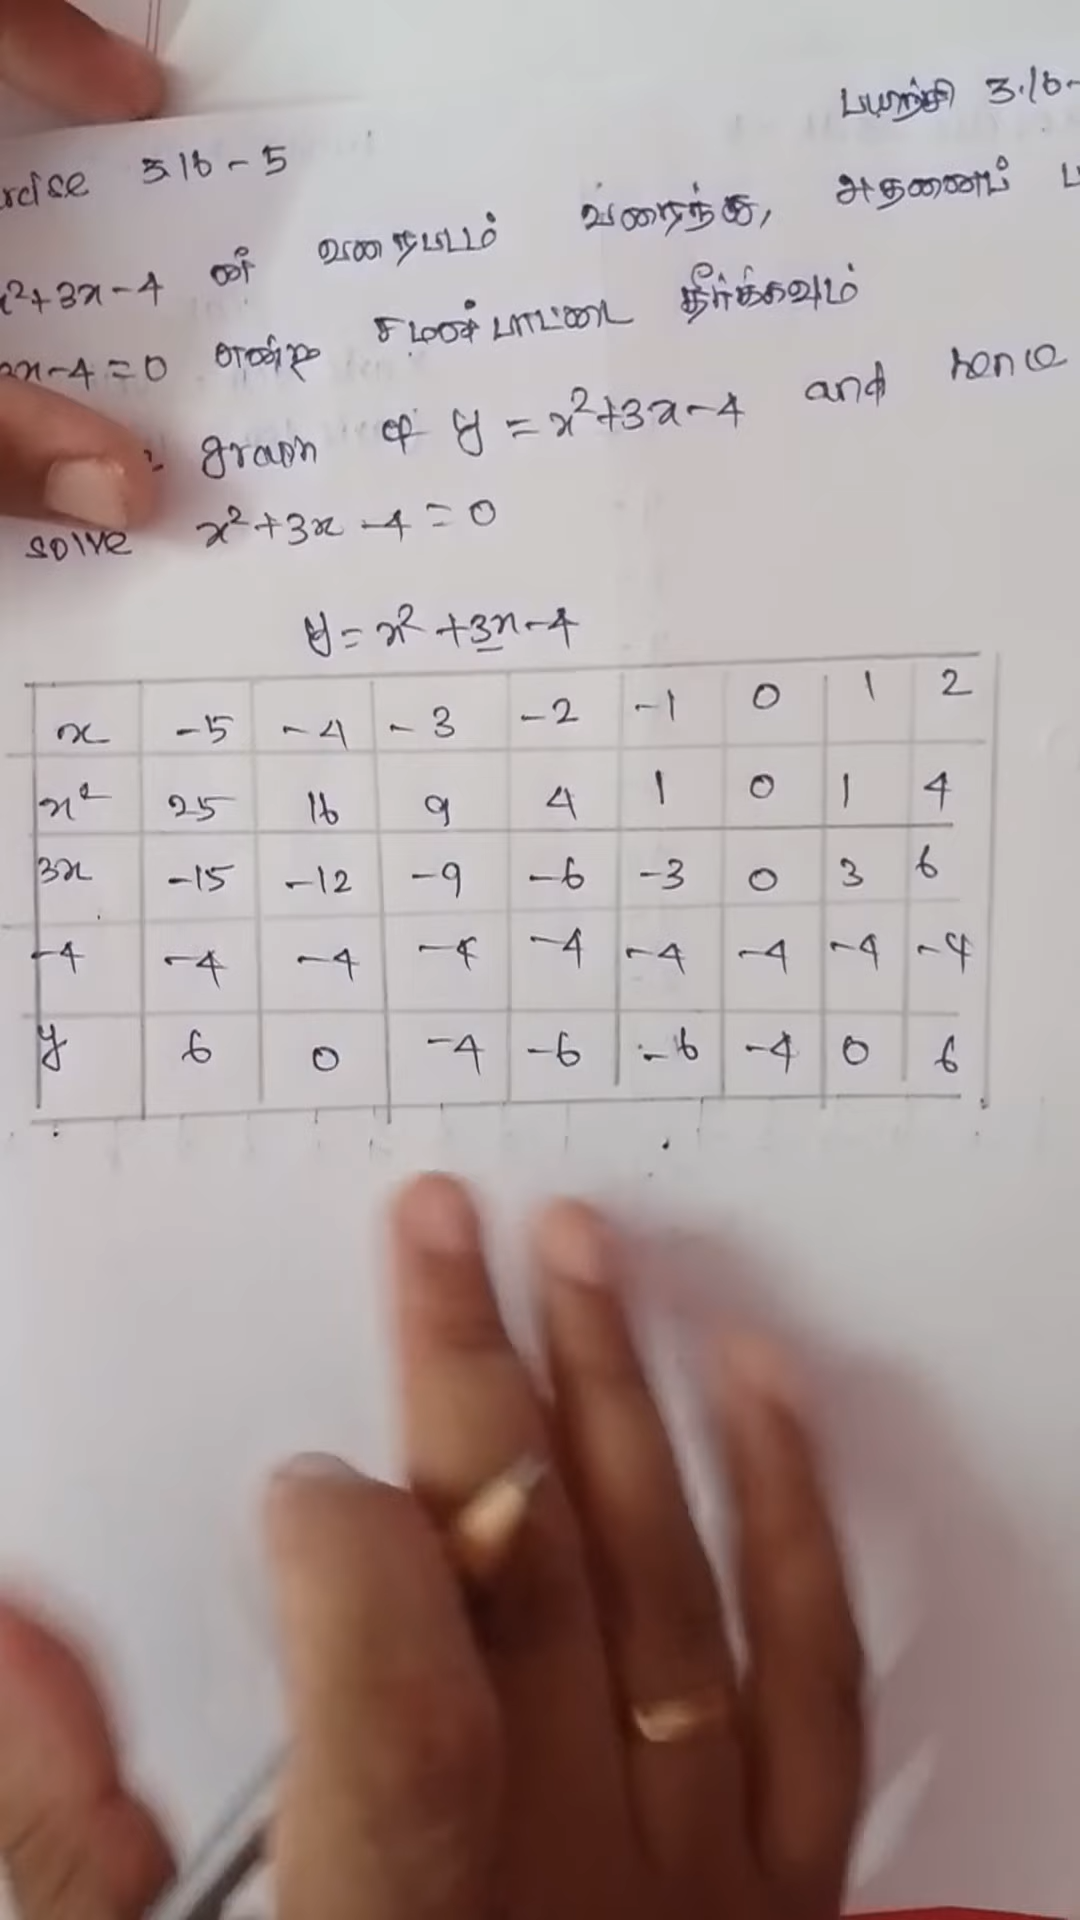 பயிற்சி 3.16-
rcise 3.16 - 5
x²+3x-4 ன் வரைபடம் வரைந்து, அதனைப் ப
3x-4=0 என்ற சமன்பாட்டை தீர்க்கவும்
graph of y = x²+3x-4 and hence
solve x²+3x-4=0
y = x²+3x-4
x -5 -4 -3 -2 -1 0 1 2
x² 25 16 9 4 1 0 1 4
3x -15 -12 -9 -6 -3 0 3 6
-4 -4 -4 -4 -4 -4 -4 -4 -4
y 6 0 -4 -6 -6 -4 0 6